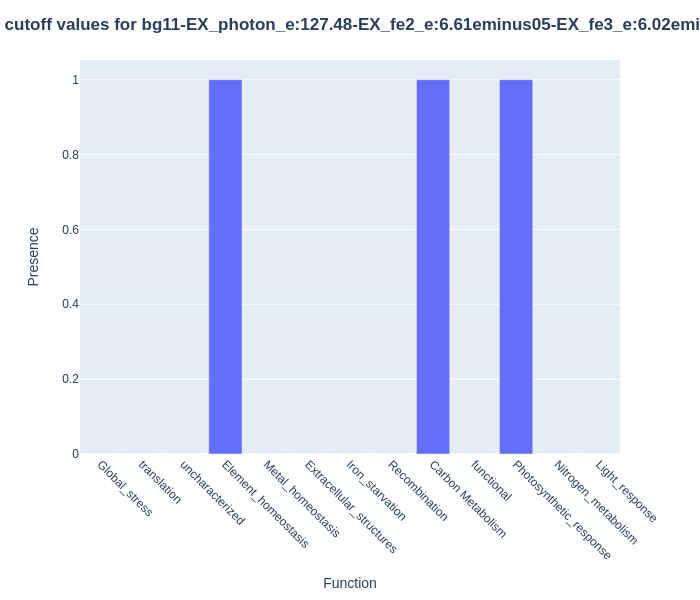 cutoff values for bg11-EX_photon_e:127.48-EX_fe2_e:6.61eminus05-EX_fe3_e:6.02emi
1
0.8
0.6
0.4
0.2
0
Presence
Global_stress
translation
uncharacterized
Element_homeostasis
Metal_homeostasis
Extracellular_structures
Iron_starvation
Recombination
Carbon Metabolism
functional
Photosynthetic_response
Nitrogen_metabolism
Light_response
Function